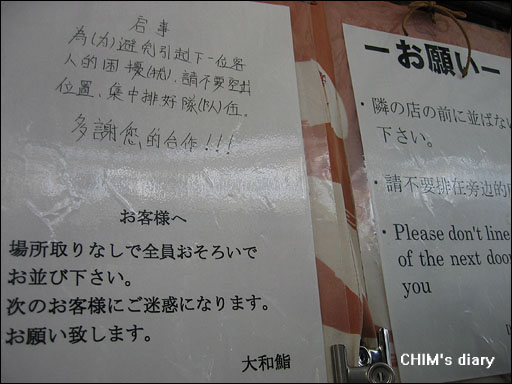 启事
為(为)避免引起下一位客
人的困擾(扰), 請不要空出
位置、集中排好隊(队)伍.
多謝您的合作!!!
お客様へ
場所取りなしで全員おそろいで
お並び下さい。
次のお客様にご迷惑になります。
お願い致します。
大和鮨
ーお願いー
・隣の店の前に並ばない
下さい。
・請不要排在旁边的
・Please don't line
of the next door
you
CHIM's diary